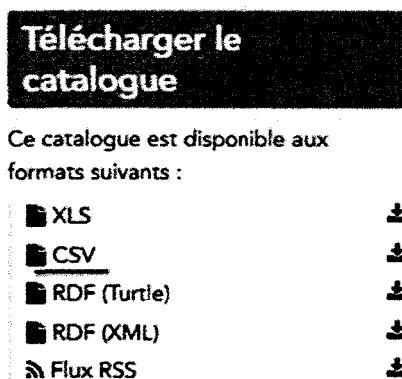 Télécharger le
catalogue
Ce catalogue est disponible aux
formats suivants :
XLS
CSV
RDF (Turtle)
RDF (XML)
Flux RSS